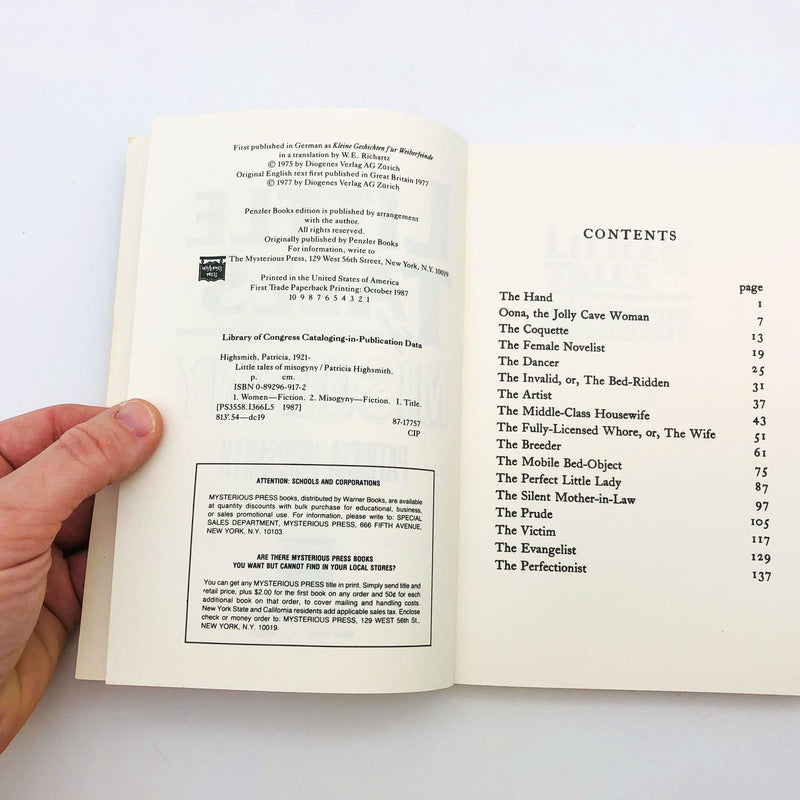 First published in German as Kleine Geshichten für Weiberfeinde
in a translation by W.E. Richartz
© 1975 by Diogenes Verlag AG Zürich
Original English text first published in Great Britain 1977
© 1977 by Diogenes Verlag AG Zürich
Penzler Books edition is published by arrangement
with the author.
All rights reserved.
Originally published by Penzler Books
For information, write to
The Mysterious Press, 129 West 56th Street, New York, N.Y. 10019
Printed in the United States of America
First Trade Paperback Printing: October 1987
10 9 8 7 6 5 4 3 2 1
Library of Congress Cataloging-in-Publication Data
Highsmith, Patricia, 1921-
Little tales of misogyny / Patricia Highsmith.
p. cm.
ISBN 0-89296-917-2
1. Women—Fiction. 2. Misogyny—Fiction. I. Title.
[PS3558.I366L5 1987]
813'.54—dc19 87-17757
CIP
ATTENTION: SCHOOLS AND CORPORATIONS
MYSTERIOUS PRESS books, distributed by Warner Books, are available
at quantity discounts with bulk purchase for educational, business,
or sales promotional use. For information, please write to: SPECIAL
SALES DEPARTMENT, MYSTERIOUS PRESS, 666 FIFTH AVENUE,
NEW YORK, N.Y. 10103.
ARE THERE MYSTERIOUS PRESS BOOKS
YOU WANT BUT CANNOT FIND IN YOUR LOCAL STORES?
You can get any MYSTERIOUS PRESS title in print. Simply send title and
retail price, plus $2.00 for the first book on any order and 50¢ for each
additional book on that order, to cover mailing and handling costs.
New York State and California residents add applicable sales tax. Enclose
check or money order to: MYSTERIOUS PRESS, 129 WEST 56th St.,
NEW YORK, N.Y. 10019.
CONTENTS
page
The Hand 1
Oona, the Jolly Cave Woman 7
The Coquette 13
The Female Novelist 19
The Dancer 25
The Invalid, or, The Bed-Ridden 31
The Artist 37
The Middle-Class Housewife 43
The Fully-Licensed Whore, or, The Wife 51
The Breeder 61
The Mobile Bed-Object 75
The Perfect Little Lady 87
The Silent Mother-in-Law 97
The Prude 105
The Victim 117
The Evangelist 129
The Perfectionist 137